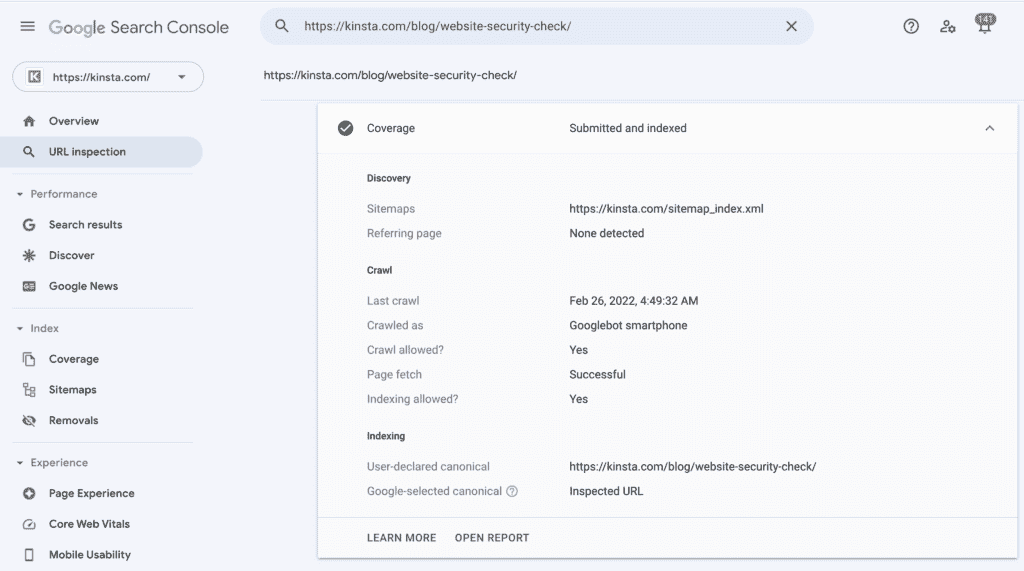 Google Search Console
https://kinsta.com/blog/website-security-check/
141
https://kinsta.com/
https://kinsta.com/blog/website-security-check/
Overview
URL inspection
Performance
Search results
Discover
Google News
Index
Coverage
Sitemaps
Removals
Experience
Page Experience
Core Web Vitals
Mobile Usability
Coverage Submitted and indexed
Discovery
Sitemaps https://kinsta.com/sitemap_index.xml
Referring page None detected
Crawl
Last crawl Feb 26, 2022, 4:49:32 AM
Crawled as Googlebot smartphone
Crawl allowed? Yes
Page fetch Successful
Indexing allowed? Yes
Indexing
User-declared canonical https://kinsta.com/blog/website-security-check/
Google-selected canonical Inspected URL
LEARN MORE OPEN REPORT